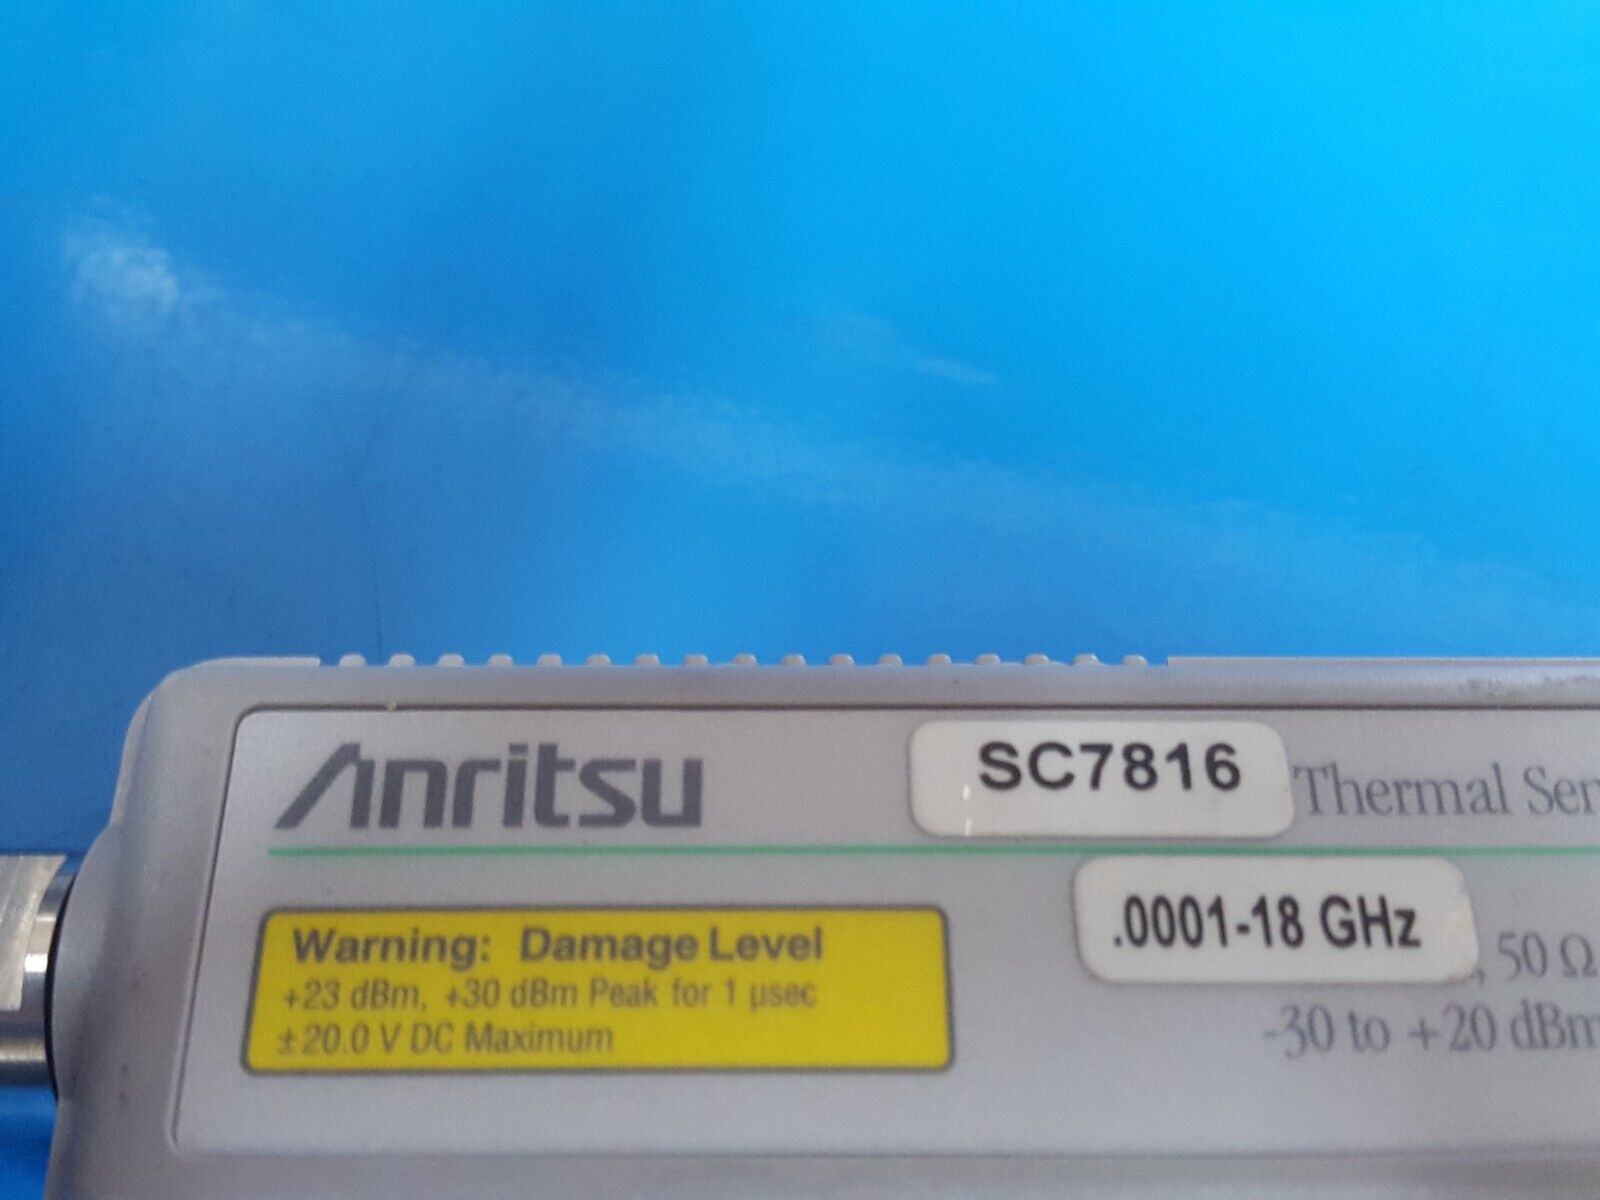 Anritsu
SC7816 Thermal Sen
.0001-18 GHz, 50 Ω
-30 to +20 dBm
Warning: Damage Level
+23 dBm, +30 dBm Peak for 1 µsec
±20.0 V DC Maximum